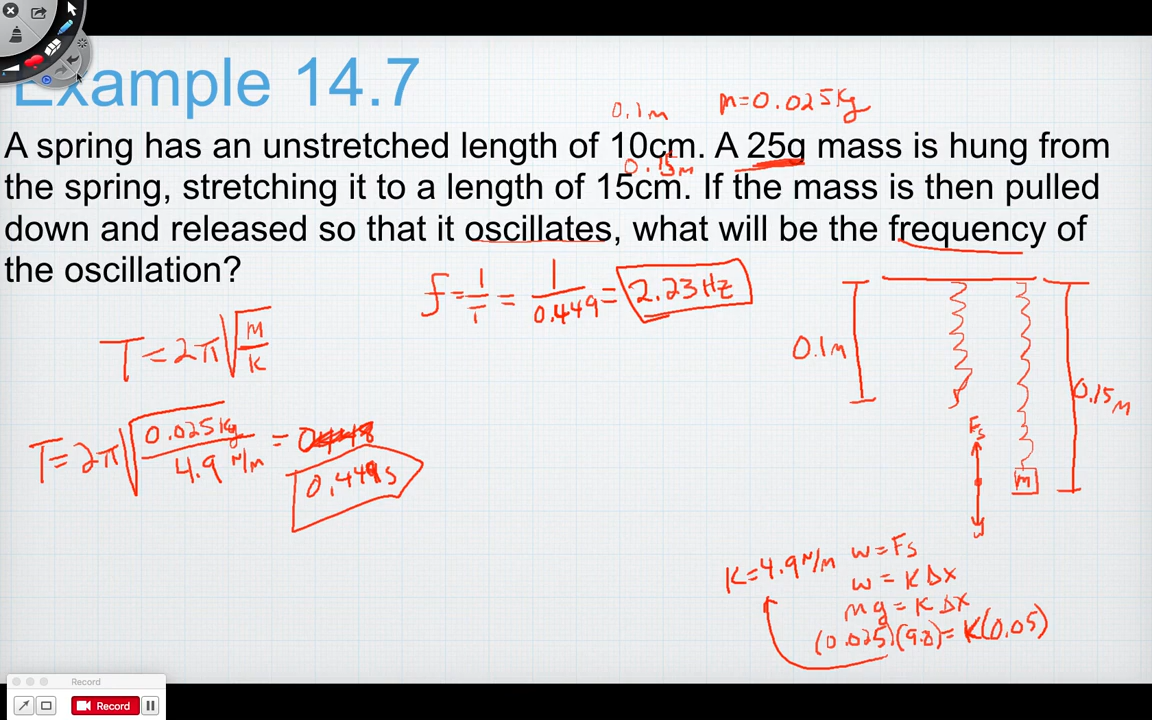 Example 14.7
0.1m
m=0.025Kg
A spring has an unstretched length of 10cm. A 25g mass is hung from
0.15m
the spring, stretching it to a length of 15cm. If the mass is then pulled
down and released so that it oscillates, what will be the frequency of
the oscillation?
f=1/T = 1/0.449 = 2.23Hz
T=2π√m/K
0.1m
0.15m
T=2π√0.025Kg/4.9 N/m =
0.449s
Fs
m
w
K=4.9 N/m
w=Fs
w=KΔx
mg=KΔx
(0.025)(9.8)=K(0.05)
Record
Record